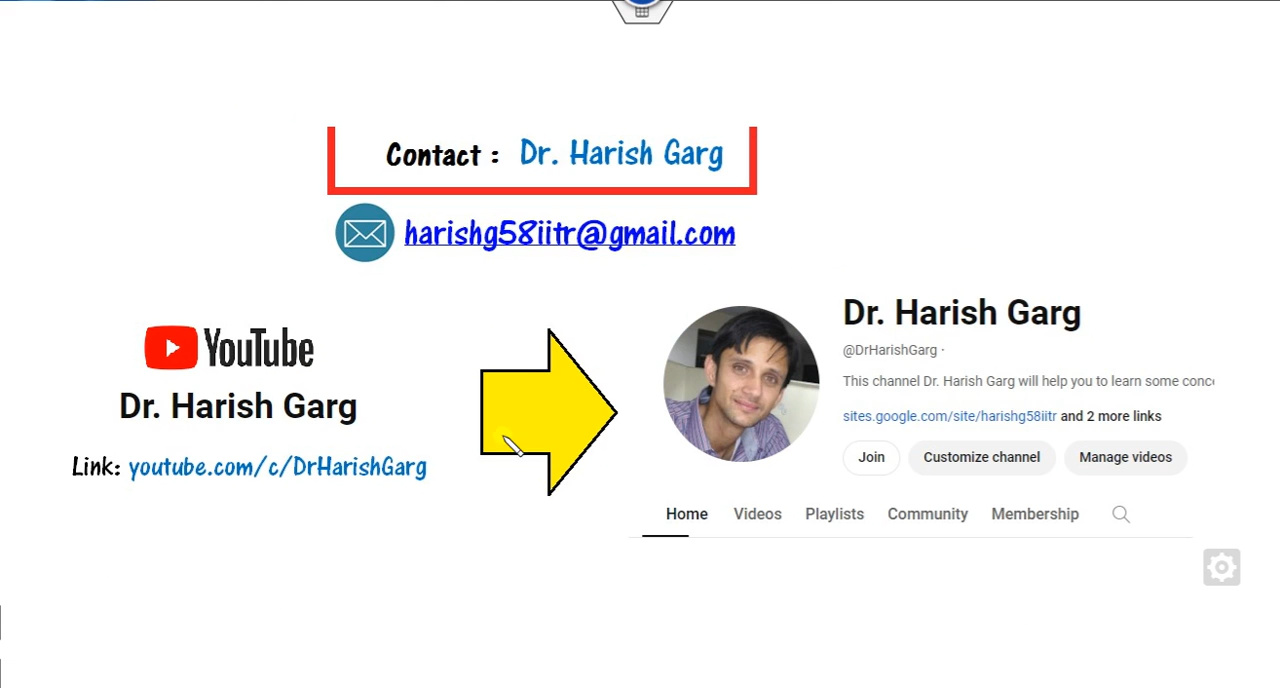 Contact : Dr. Harish Garg
harishg58iitr@gmail.com
YouTube
Dr. Harish Garg
Link: youtube.com/c/DrHarishGarg
Dr. Harish Garg
@DrHarishGarg ·
This channel Dr. Harish Garg will help you to learn some
sites.google.com/site/harishg58iitr and 2 more links
Join Customize channel Manage videos
Home Videos Playlists Community Membership